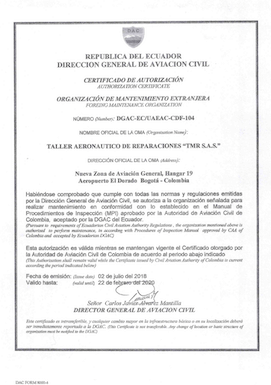 REPUBLICA DEL ECUADOR
DIRECCION GENERAL DE AVIACION CIVIL
CERTIFICADO DE AUTORIZACIÓN
AUTHORIZATION CERTIFICATE
ORGANIZACIÓN DE MANTENIMIENTO EXTRANJERA
FOREING MAINTENANCE ORGANIZATION
NÚMERO (Number): DGAC-EC/UAEAC-CDF-104
NOMBRE OFICIAL DE LA OMA (Organization Name):
TALLER AERONAUTICO DE REPARACIONES "TMR S.A.S."
DIRECCIÓN OFICIAL DE LA OMA (Address):
Nueva Zona de Aviación General, Hangar 19
Aeropuerto El Dorado Bogotá - Colombia
Habiéndose comprobado que cumple con todas las normas y regulaciones emitidas
por la Dirección General de Aviación Civil, se autoriza a la organización señalada para
realizar mantenimiento en conformidad con lo establecido en el Manual de
Procedimientos de Inspección (MPI) aprobado por la Autoridad de Aviación Civil de
Colombia, aceptado por la DGAC del Ecuador.
(Pursuant to requirements of Ecuadorian Civil Aviation Authority Regulations, the organization mentioned above is
authorized to perform maintenance, in according with Procedures of Inspection Manual approved by CAA of
Colombia and accepted by Ecuadorian DGAC)
Esta autorización es válida mientras se mantengan vigente el Certificado otorgado por
la Autoridad de Aviación Civil de Colombia de acuerdo al período abajo indicado
(This Authorization shall remain valid while the Certificate issued by Civil Aviation Authority of Colombia is current
according the period indicated below)
Fecha de emisión: (Issue date) 02 de julio del 2018
Valido hasta: (valid until) 22 de febrero del 2020
Señor Carlos Javier Alvarez Mantilla
DIRECTOR GENERAL DE AVIACION CIVIL
Este certificado es intransferible, y cualquier cambio mayor en la infraestructura básica o en su localización deberá
ser inmediatamente reportada a la DGAC. (This Certificate is not transferable. Any change of location or basic structure of
organization must be notified to the DGAC)